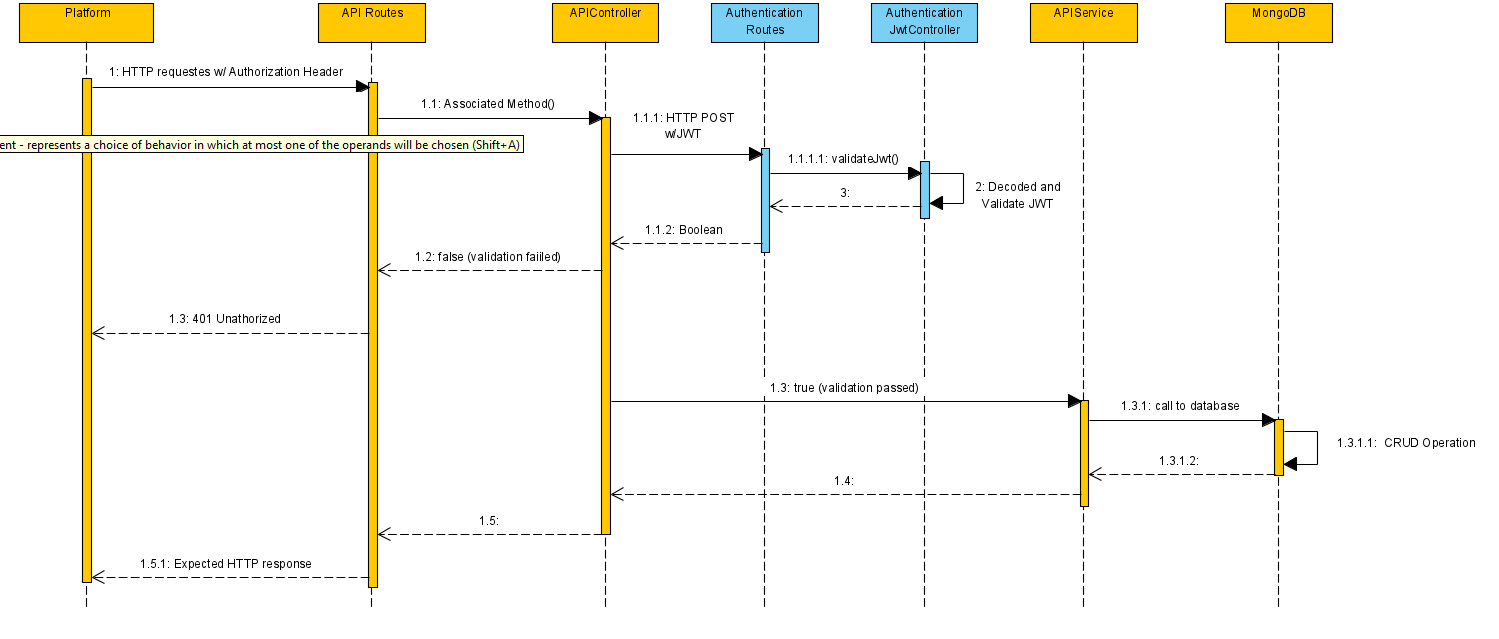 Platform
API Routes
APIController
Authentication
Routes
Authentication
JwtController
APIService
MongoDB
1: HTTP requestes w/ Authorization Header
1.1: Associated Method()
1.1.1: HTTP POST
w/JWT
ent - represents a choice of behavior in which at most one of the operands will be chosen (Shift+A)
1.1.1.1: validateJwt()
2: Decoded and
Validate JWT
3:
1.1.2: Boolean
1.2: false (validation faiiled)
1.3: 401 Unathorized
1.3: true (validation passed)
1.3.1: call to database
1.3.1.1: CRUD Operation
1.3.1.2:
1.4:
1.5:
1.5.1: Expected HTTP response